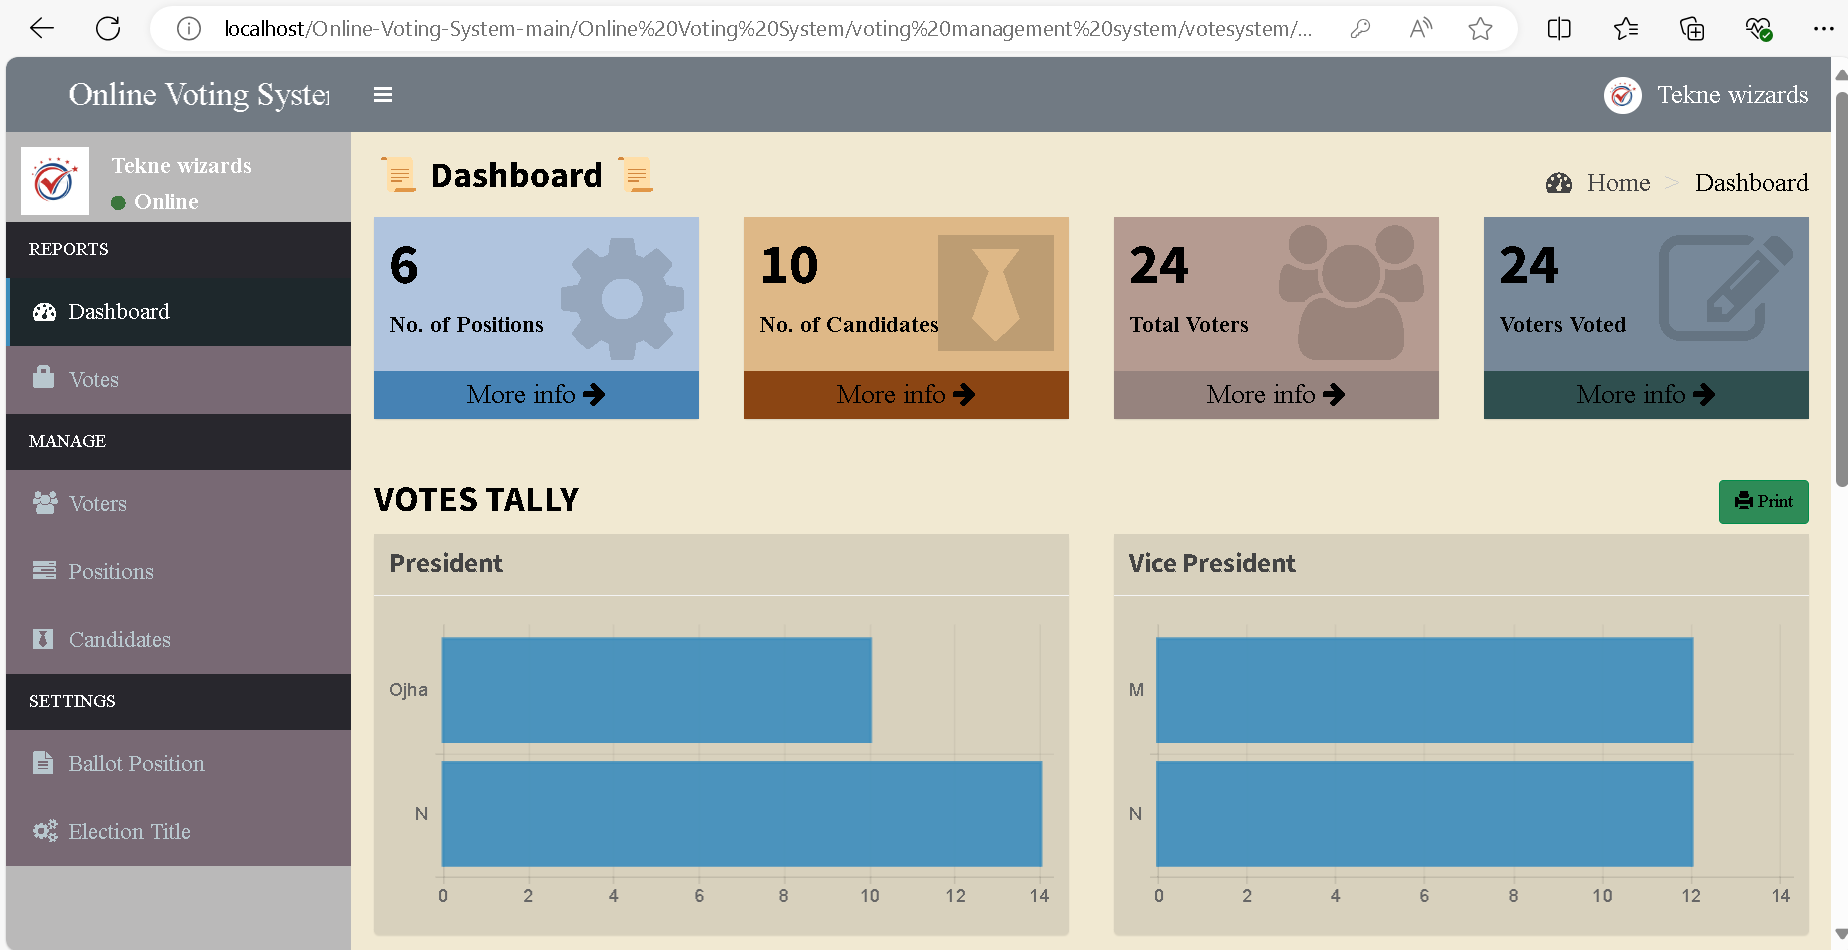 localhost/Online-Voting-System-main/Online%20Voting%20System/voting%20management%20system/votesystem/...
Online Voting Syster
Tekne wizards
Tekne wizards
Online
REPORTS
Dashboard
Votes
MANAGE
Voters
Positions
Candidates
SETTINGS
Ballot Position
Election Title
Dashboard
Home > Dashboard
6
No. of Positions
More info
10
No. of Candidates
More info
24
Total Voters
More info
24
Voters Voted
More info
VOTES TALLY
Print
President
Ojha
N
0 2 4 6 8 10 12 14
Vice President
M
N
0 2 4 6 8 10 12 14